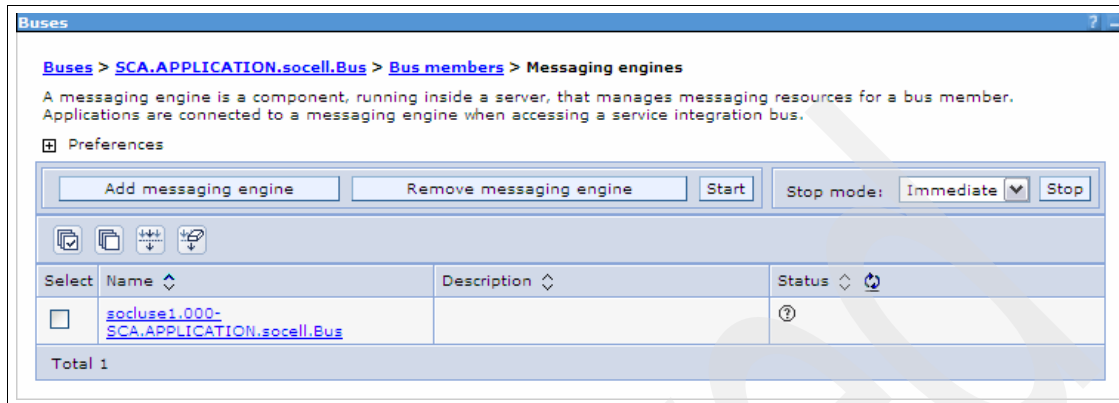 Buses
?
Buses > SCA.APPLICATION.socell.Bus > Bus members > Messaging engines
A messaging engine is a component, running inside a server, that manages messaging resources for a bus member.
Applications are connected to a messaging engine when accessing a service integration bus.
Preferences
Add messaging engine Remove messaging engine Start Stop mode: Immediate Stop
Select Name Description Status
socluse1.000-
SCA.APPLICATION.socell.Bus
?
Total 1